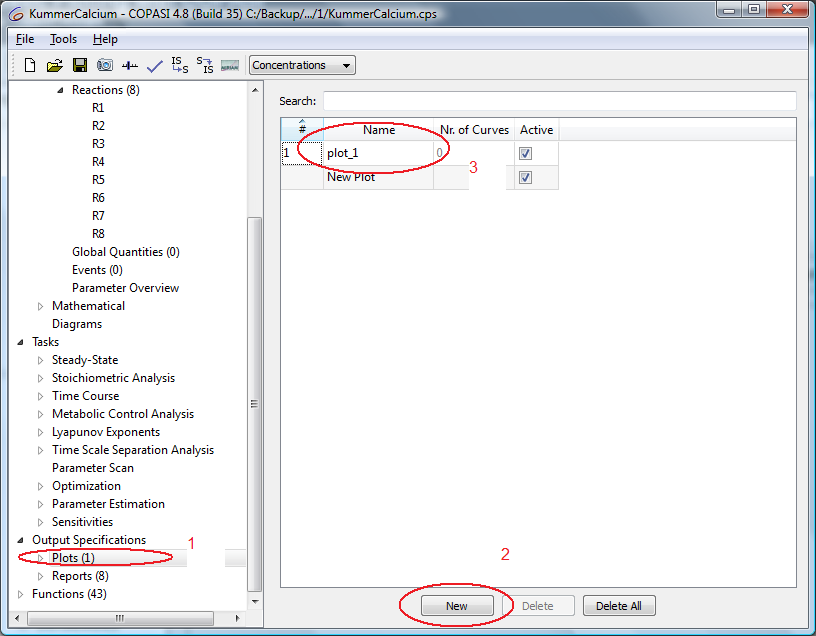 KummerCalcium - COPASI 4.8 (Build 35) C:/Backup/.../1/KummerCalcium.cps
File Tools Help
Concentrations
Reactions (8)
R1
R2
R3
R4
R5
R6
R7
R8
Global Quantities (0)
Events (0)
Parameter Overview
Mathematical
Diagrams
Tasks
Steady-State
Stoichiometric Analysis
Time Course
Metabolic Control Analysis
Lyapunov Exponents
Time Scale Separation Analysis
Parameter Scan
Optimization
Parameter Estimation
Sensitivities
Output Specifications
1
Plots (1)
Reports (8)
Functions (43)
Search:
# Name Nr. of Curves Active
1 plot_1 0
3
New Plot
2
New Delete Delete All